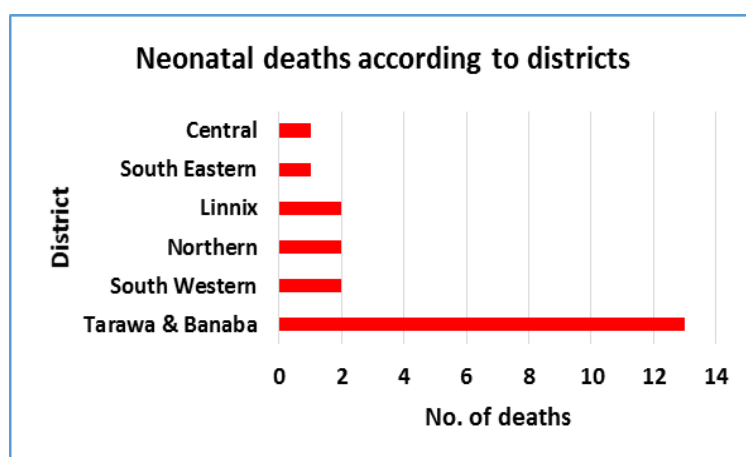 Neonatal deaths according to districts
District
Central
South Eastern
Linnix
Northern
South Western
Tarawa & Banaba
0 2 4 6 8 10 12 14
No. of deaths